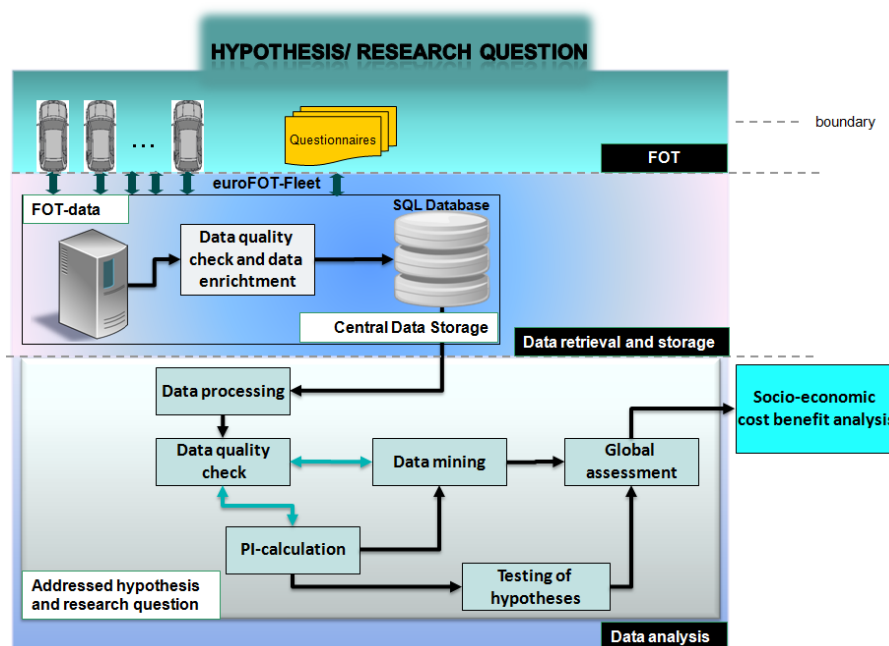 HYPOTHESIS/ RESEARCH QUESTION
boundary
...
Questionnaires
FOT
euroFOT-Fleet
FOT-data
SQL Database
Data quality
check and data
enrichtment
Central Data Storage
Data retrieval and storage
Data processing
Socio-economic
cost benefit analysis
Data quality
check
Data mining
Global
assessment
PI-calculation
Testing of
hypotheses
Addressed hypothesis
and research question
Data analysis